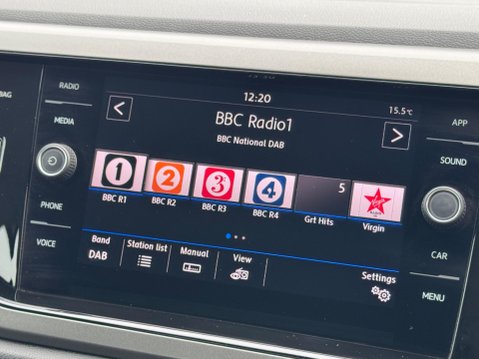 BAG
RADIO
MEDIA
PHONE
VOICE
12:20
15.5°C
BBC Radio1
BBC National DAB
1
2
3
4
5
BBC R1
BBC R2
BBC R3
BBC R4
Grt Hits
Virgin
Band
DAB
Station list
Manual
View
Settings
APP
SOUND
CAR
MENU